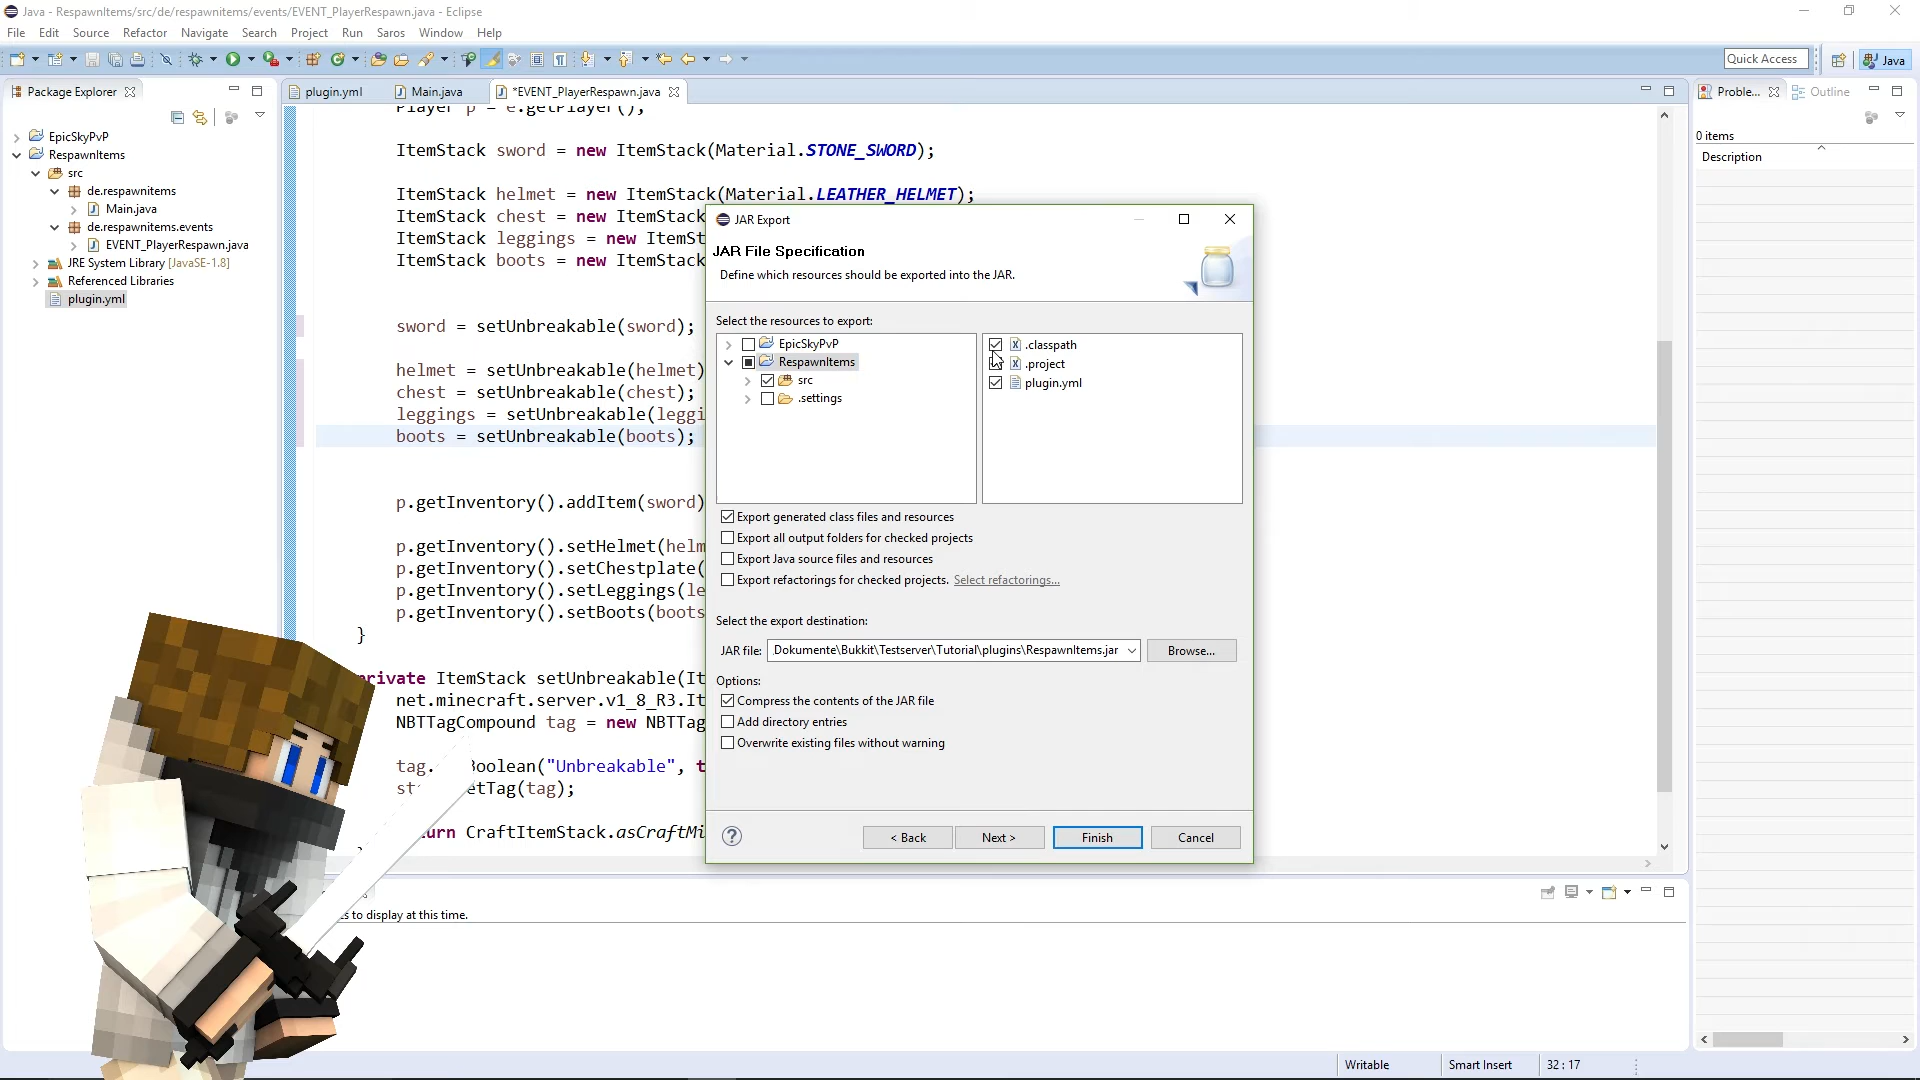 Java - RespawnItems/src/de/respawnitems/events/EVENT_PlayerRespawn.java - Eclipse
File Edit Source Refactor Navigate Search Project Run Saros Window Help
Quick Access
Java
Package Explorer
plugin.yml
Main.java
*EVENT_PlayerRespawn.java
Proble...
Outline
EpicSkyPvP
RespawnItems
src
de.respawnitems
Main.java
de.respawnitems.events
EVENT_PlayerRespawn.java
JRE System Library [JavaSE-1.8]
Referenced Libraries
plugin.yml
Player p = e.getPlayer();
ItemStack sword = new ItemStack(Material.STONE_SWORD);
ItemStack helmet = new ItemStack(Material.LEATHER_HELMET);
ItemStack chest = new ItemStack
ItemStack leggings = new ItemSt
ItemStack boots = new ItemStack
sword = setUnbreakable(sword);
helmet = setUnbreakable(helmet)
chest = setUnbreakable(chest);
leggings = setUnbreakable(leggi
boots = setUnbreakable(boots);
p.getInventory().addItem(sword)
p.getInventory().setHelmet(helm
p.getInventory().setChestplate(
p.getInventory().setLeggings(le
p.getInventory().setBoots(boots
}
private ItemStack setUnbreakable(It
net.minecraft.server.v1_8_R3.It
NBTTagCompound tag = new NBTTag
tag. Boolean("Unbreakable", t
st etTag(tag);
urn CraftItemStack.asCraftMi
JAR Export
JAR File Specification
Define which resources should be exported into the JAR.
Select the resources to export:
EpicSkyPvP
RespawnItems
src
.settings
.classpath
.project
plugin.yml
Export generated class files and resources
Export all output folders for checked projects
Export Java source files and resources
Export refactorings for checked projects. Select refactorings...
Select the export destination:
JAR file: Dokumente\Bukkit\Testserver\Tutorial\plugins\RespawnItems.jar Browse...
Options:
Compress the contents of the JAR file
Add directory entries
Overwrite existing files without warning
< Back Next > Finish Cancel
0 items
Description
to display at this time.
Writable Smart Insert 32 : 17